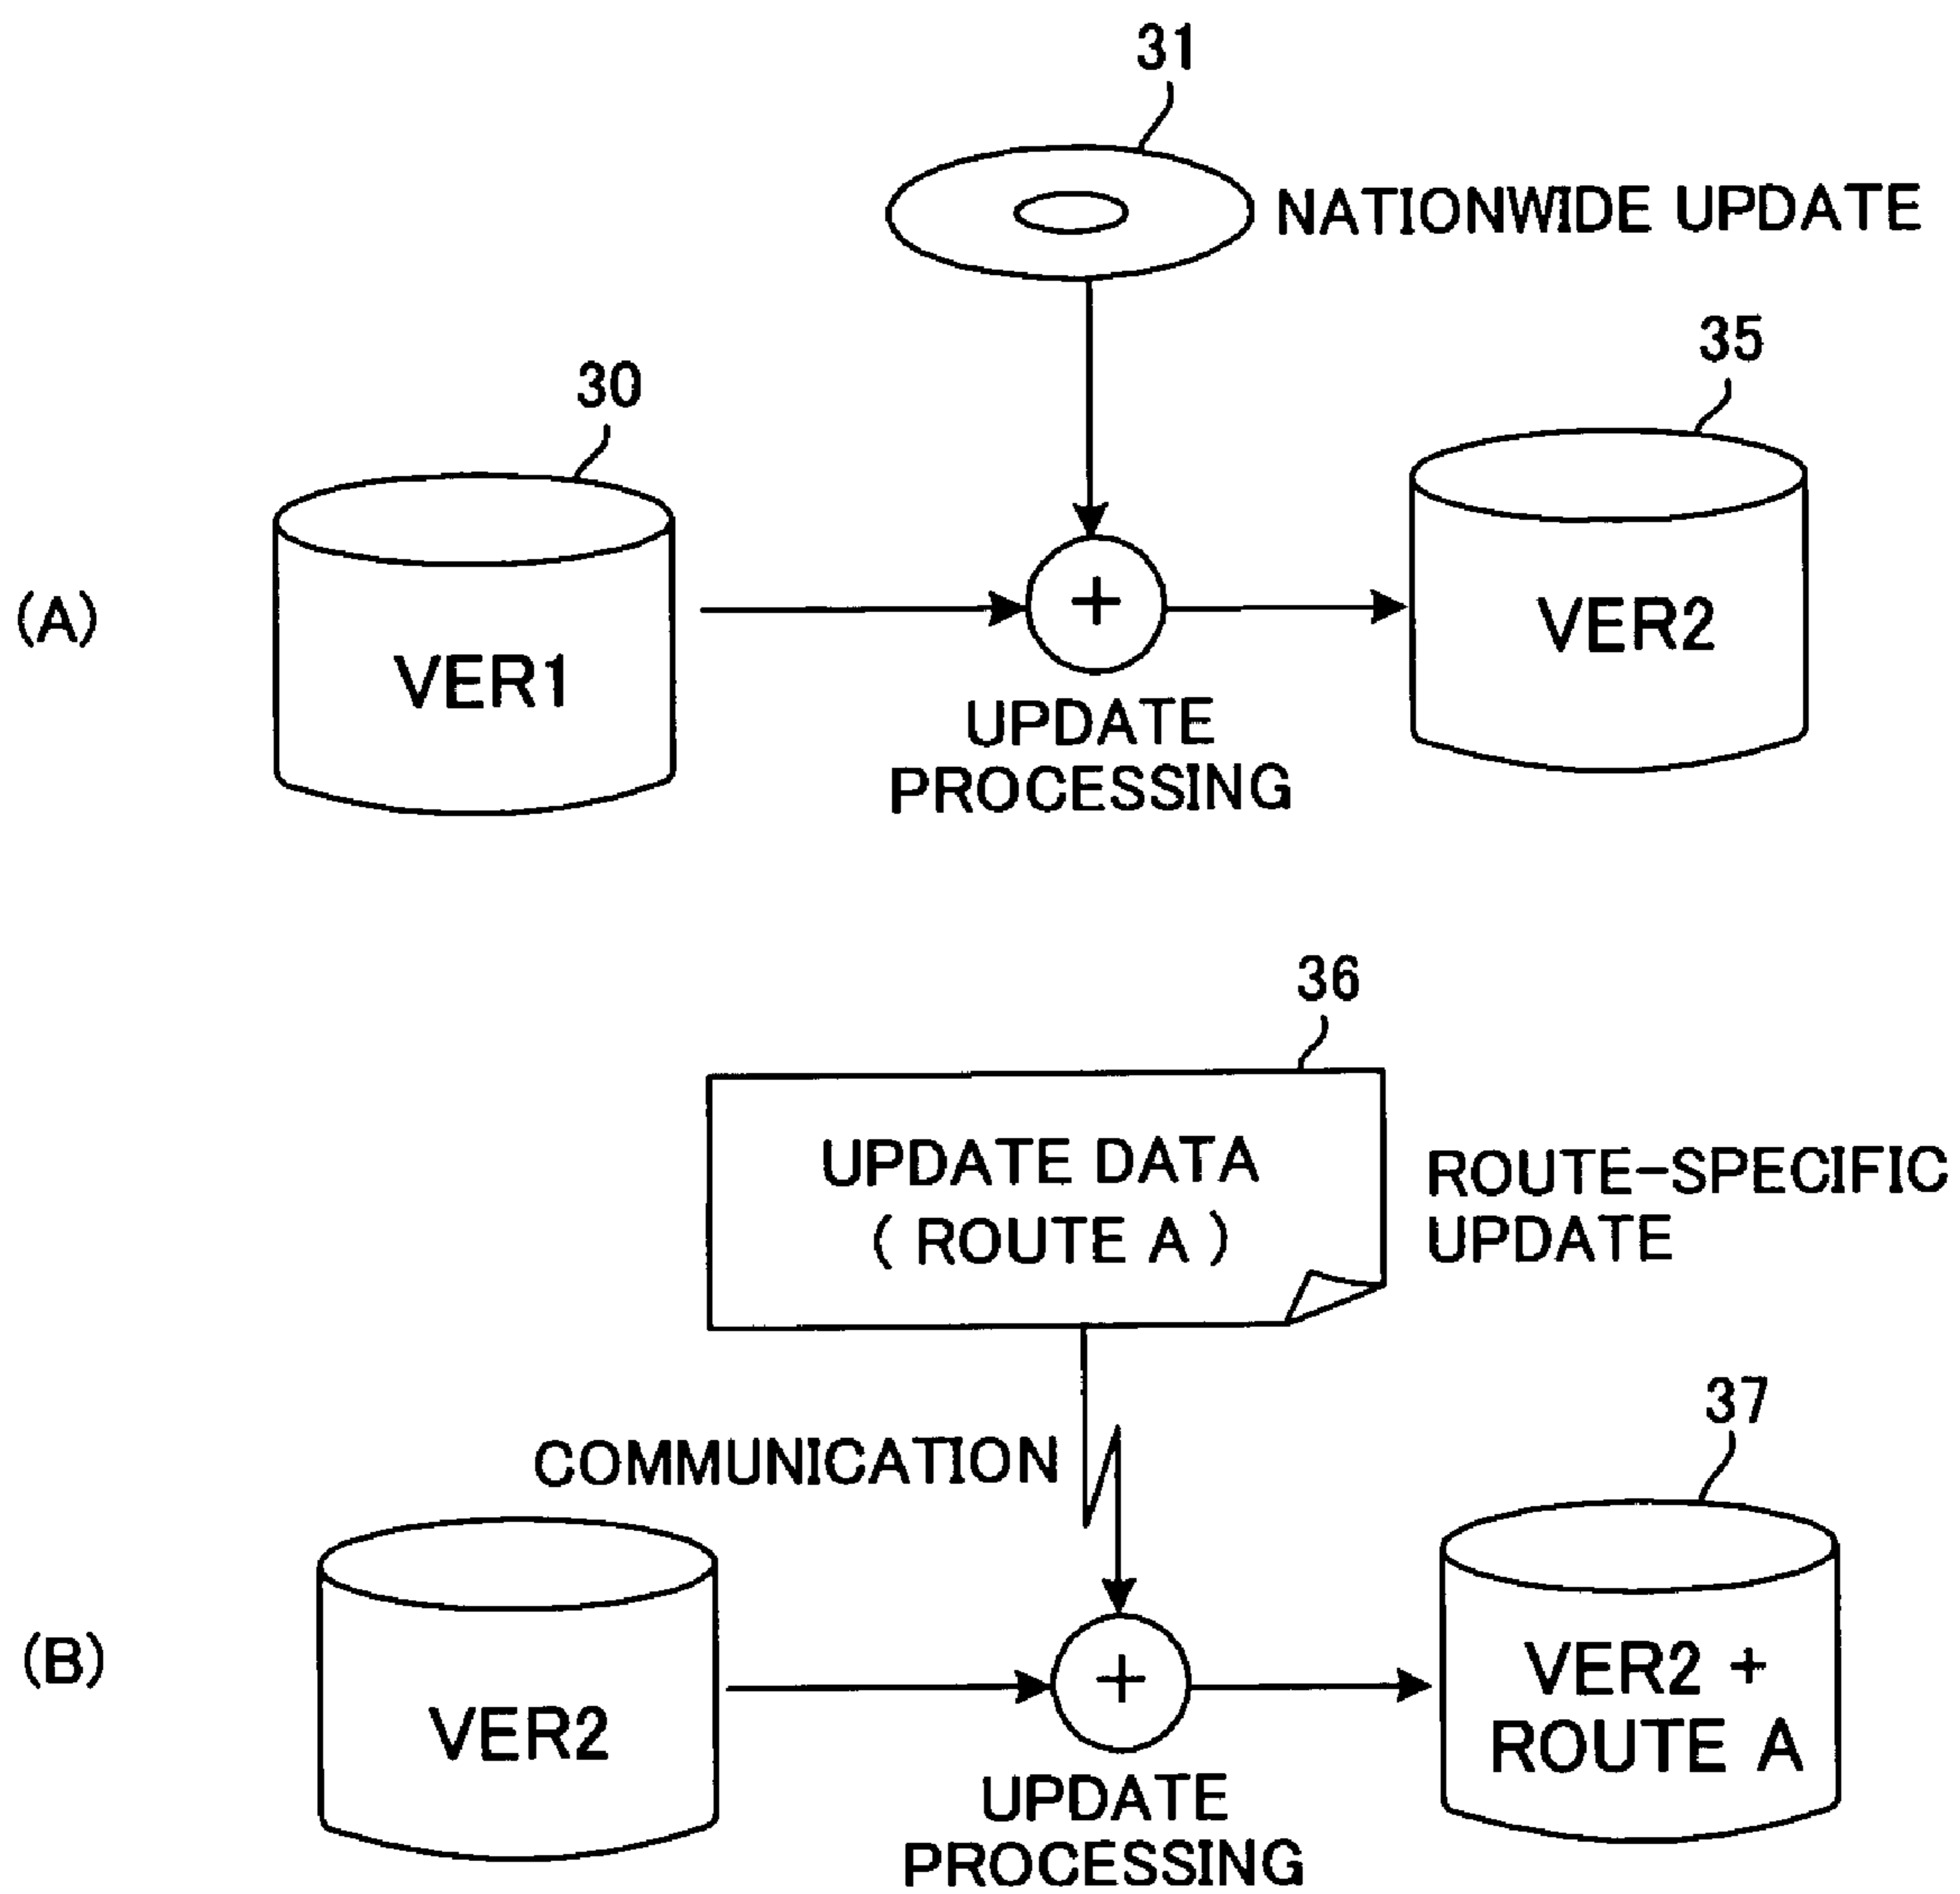 31
NATIONWIDE UPDATE
35
30
(A)
VER1
+
VER2
UPDATE
PROCESSING
36
UPDATE DATA
( ROUTE A )
ROUTE-SPECIFIC
UPDATE
37
COMMUNICATION
(B)
VER2
+
VER2 +
ROUTE A
UPDATE
PROCESSING